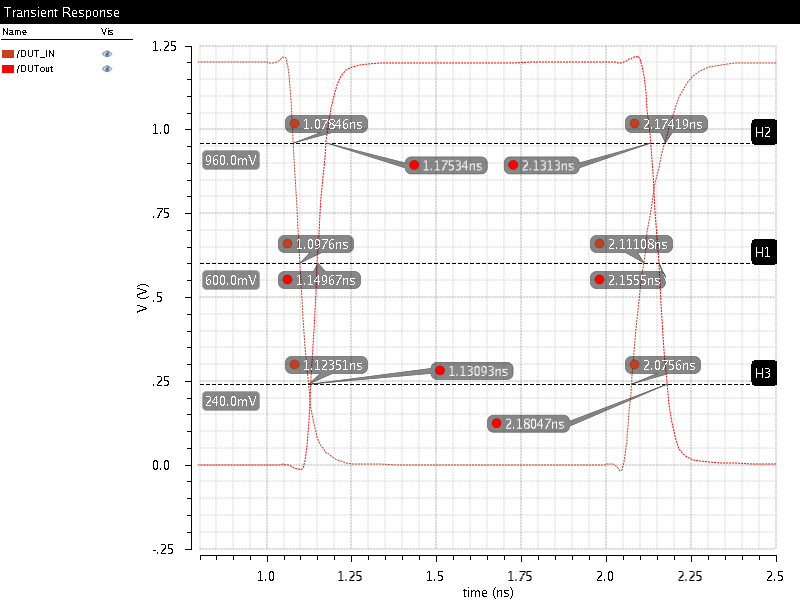 Transient Response
Name Vis
/DUT_IN
/DUTout
1.25
1.0
.75
.5
.25
0.0
-.25
V (V)
1.07846ns
2.17419ns
H2
960.0mV
1.17534ns
2.1313ns
1.0976ns
2.11108ns
H1
600.0mV
1.14967ns
2.1555ns
1.12351ns
1.13093ns
2.0756ns
H3
240.0mV
2.18047ns
1.0 1.25 1.5 1.75 2.0 2.25 2.5
time (ns)